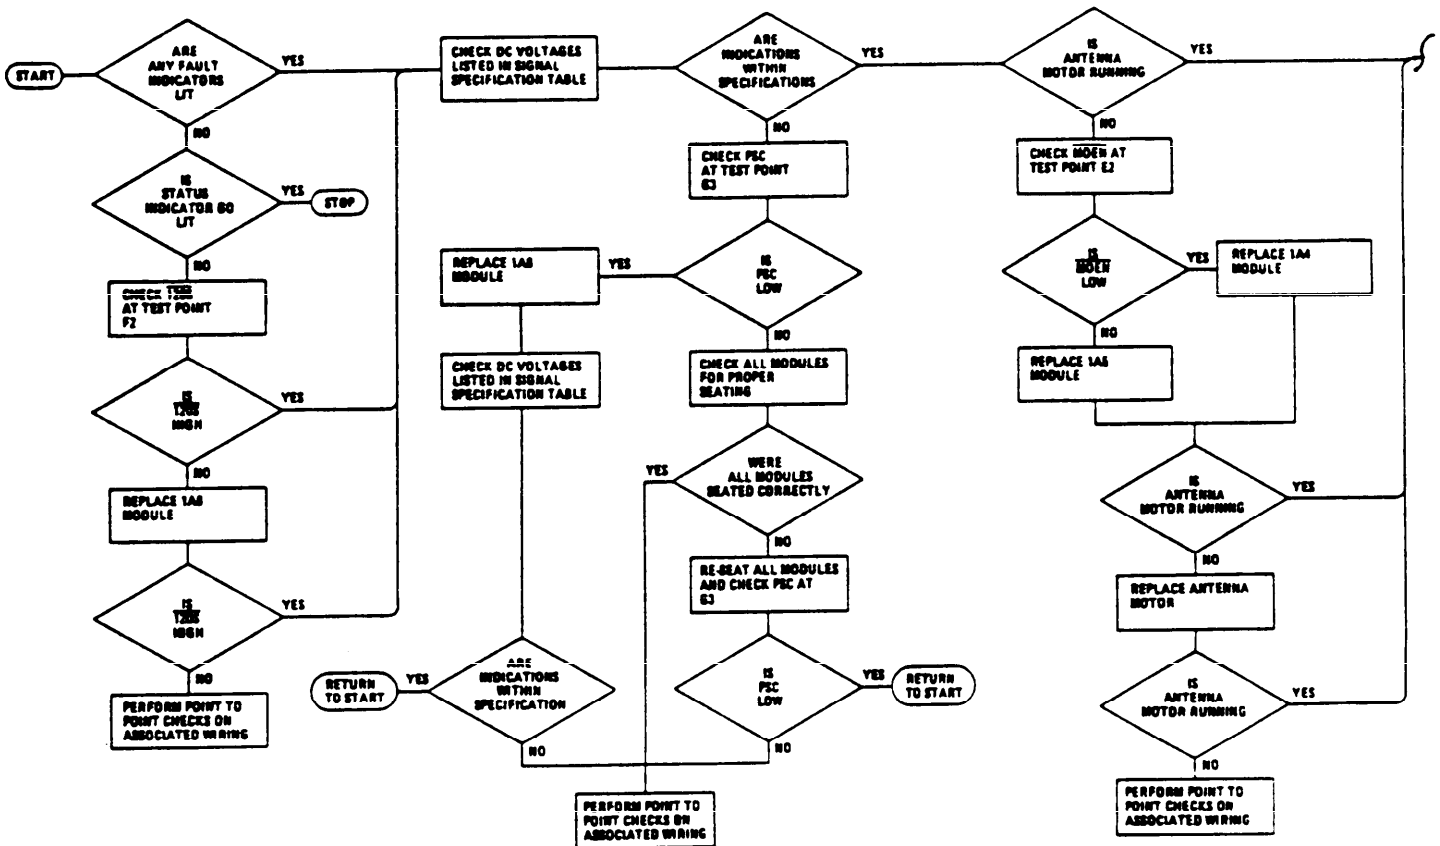 START
ARE
ANY FAULT
INDICATORS
LIT
YES
NO
IS
STATUS
INDICATOR GO
LIT
YES
STOP
NO
CHECK
AT TEST POINT
F2
IS
HIGH
YES
NO
REPLACE
MODULE
IS
HIGH
YES
NO
PERFORM POINT TO
POINT CHECKS ON
ASSOCIATED WIRING
CHECK DC VOLTAGES
LISTED IN SIGNAL
SPECIFICATION TABLE
ARE
INDICATIONS
WITHIN
SPECIFICATIONS
YES
NO
CHECK PSC
AT TEST POINT
G3
IS
PSC
LOW
YES
REPLACE
MODULE
CHECK DC VOLTAGES
LISTED IN SIGNAL
SPECIFICATION TABLE
ARE
INDICATIONS
WITHIN
SPECIFICATION
YES
RETURN
TO START
NO
NO
CHECK ALL MODULES
FOR PROPER
SEATING
WERE
ALL MODULES
SEATED CORRECTLY
YES
NO
RE-SEAT ALL MODULES
AND CHECK PSC AT
G3
IS
PSC
LOW
YES
RETURN
TO START
NO
PERFORM POINT TO
POINT CHECKS ON
ASSOCIATED WIRING
IS
ANTENNA
MOTOR RUNNING
YES
NO
CHECK MOEN AT
TEST POINT E2
IS
MOEN
LOW
YES
REPLACE 1A4
MODULE
NO
REPLACE
MODULE
IS
ANTENNA
MOTOR RUNNING
YES
NO
REPLACE ANTENNA
MOTOR
IS
ANTENNA
MOTOR RUNNING
YES
NO
PERFORM POINT TO
POINT CHECKS ON
ASSOCIATED WIRING